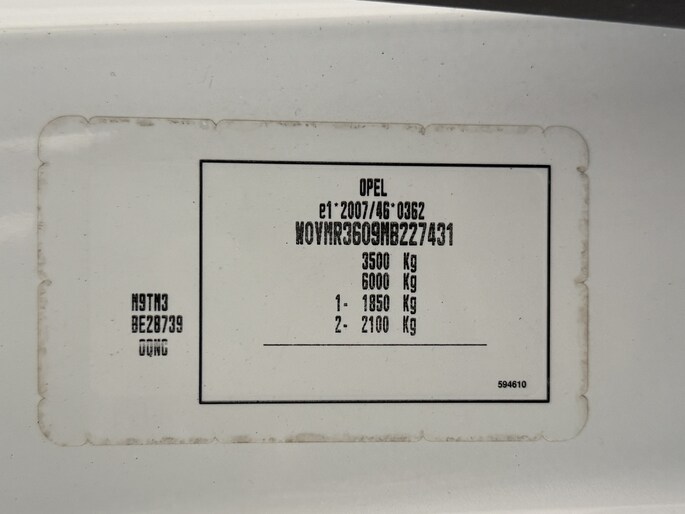 OPEL
e1*2007/46*0362
W0VMR3609MB227431
3500 Kg
6000 Kg
1- 1850 Kg
2- 2100 Kg
M9TM3
BE28739
0QNG
594610